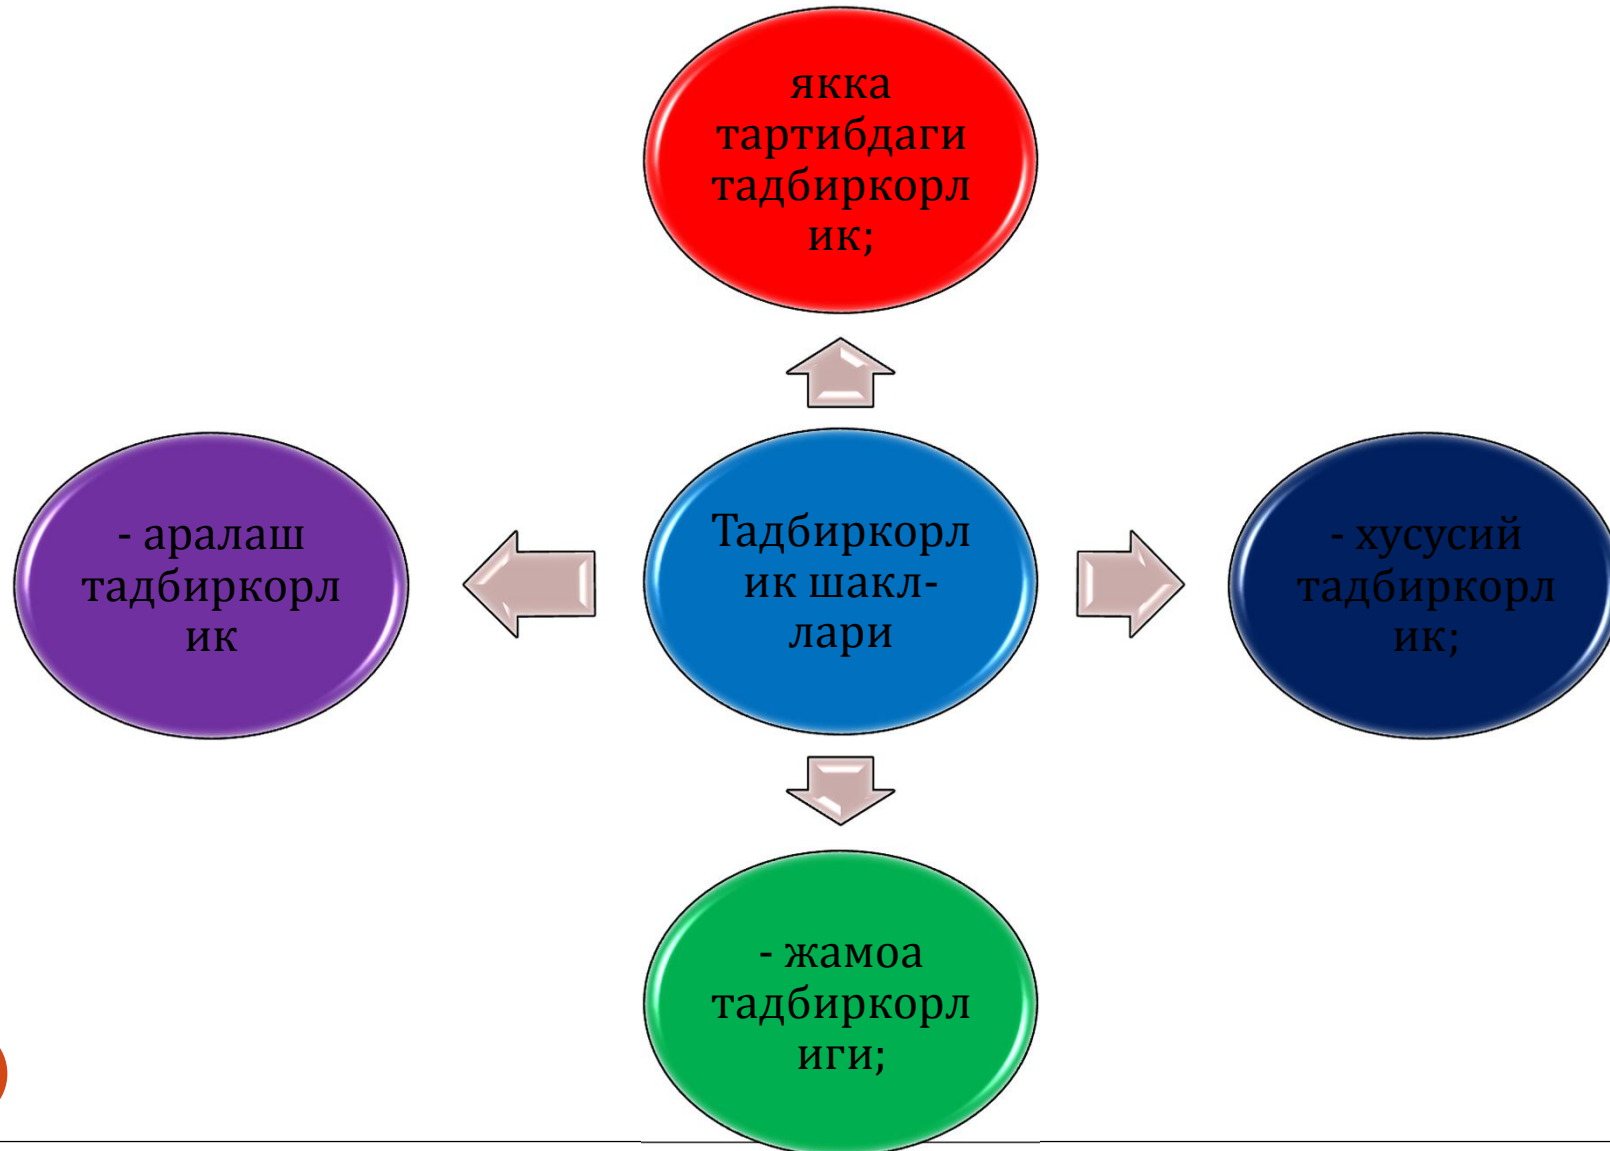 якка
тартибдаги
тадбиркорл
ик;
- аралаш
тадбиркорл
ик
Тадбиркорл
ик шакл-
лари
- хусусий
тадбиркорл
ик;
- жамоа
тадбиркорл
иги;